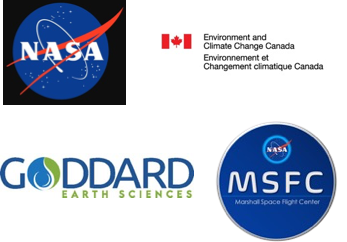 NASA
Environment and
Climate Change Canada
Environnement et
Changement climatique Canada
GODDARD
EARTH SCIENCES
NASA
MSFC
Marshall Space Flight Center